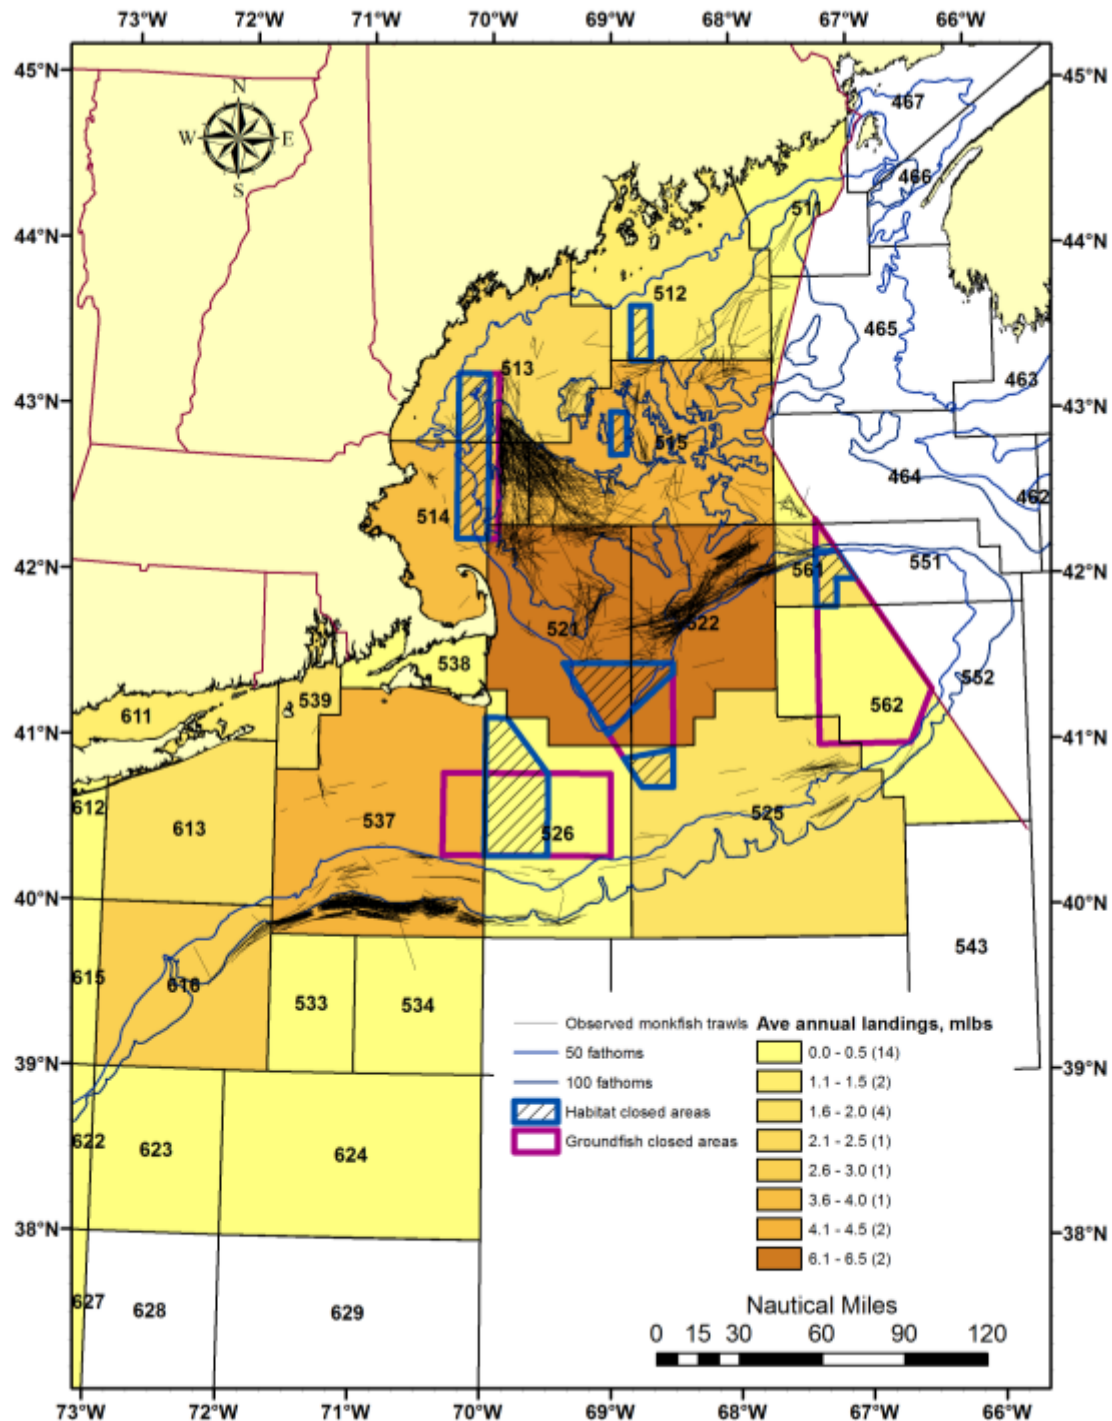 72°W 71°W 70°W 69°W 68°W 67°W 66°W
45°N 45°N
N
W E
S
467
466
44°N 511 44°N
512
465
513 463
43°N 43°N
515
464
462
514
42°N 561 551 42°N
521 522
538 552
539 562
611
41°N 41°N
612 525
613 537 526
40°N 40°N
543
615 616
533 534
Observed monkfish trawls Ave annual landings, mlbs
50 fathoms 0.0 - 0.5 (14)
100 fathoms 1.1 - 1.5 (2)
39°N 39°N
Habitat closed areas 1.6 - 2.0 (4)
Groundfish closed areas 2.1 - 2.5 (1)
622 623 624
2.6 - 3.0 (1)
3.6 - 4.0 (1)
38°N 4.1 - 4.5 (2) 38°N
6.1 - 6.5 (2)
627 628 629
Nautical Miles
0 15 30 60 90 120
73°W 72°W 71°W 70°W 69°W 68°W 67°W 66°W